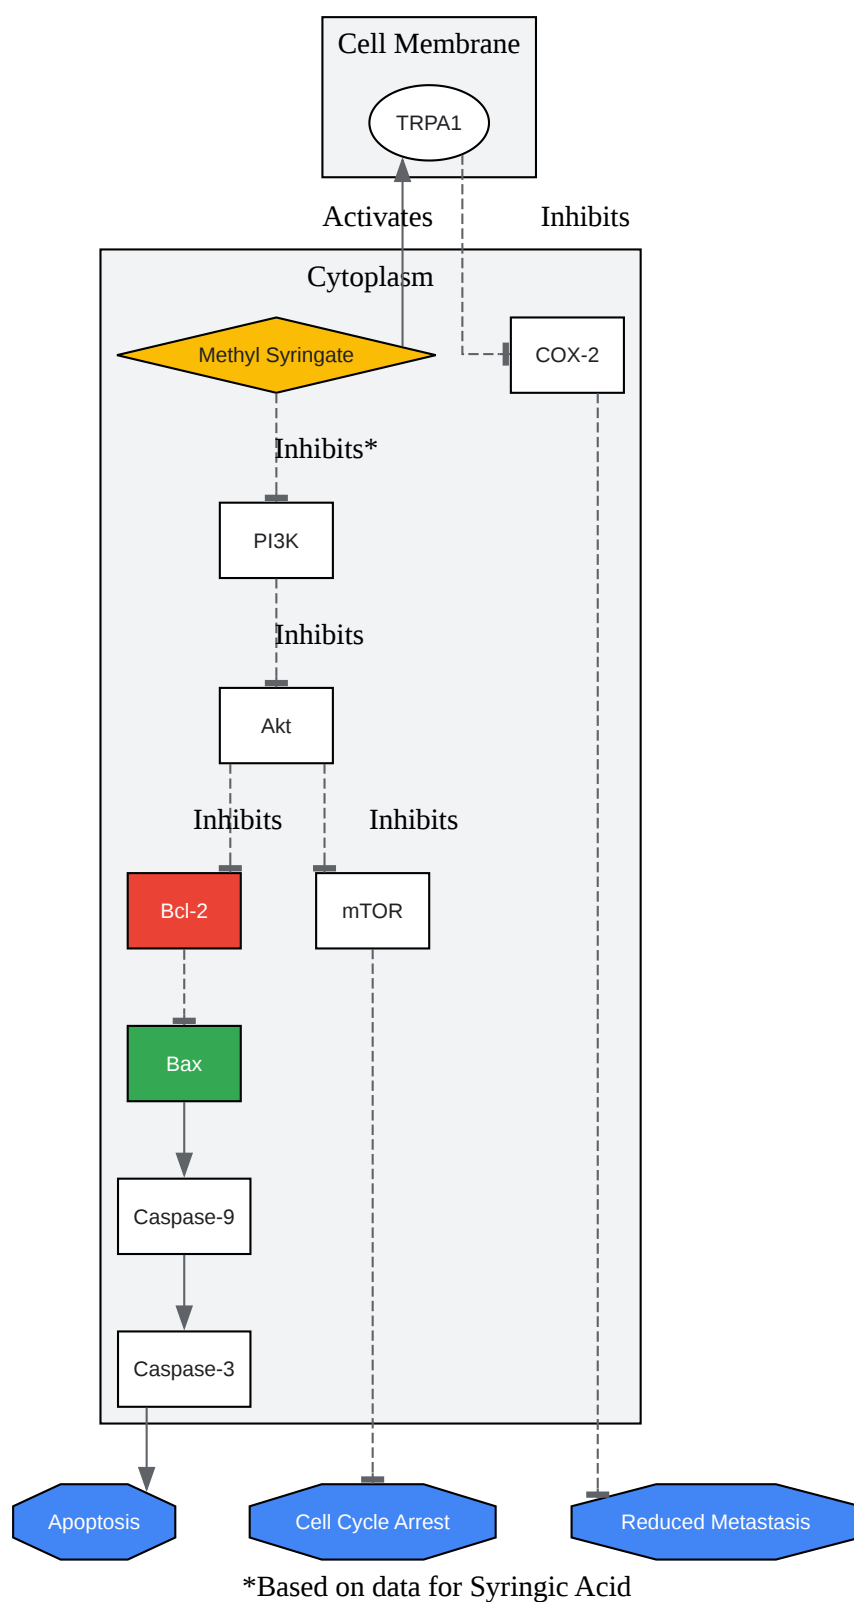 Cell Membrane
TRPA1
Activates
Inhibits
Cytoplasm
Methyl Syringate
COX-2
Inhibits*
PI3K
Inhibits
Akt
Inhibits
Inhibits
Bcl-2
mTOR
Bax
Caspase-9
Caspase-3
Apoptosis
Cell Cycle Arrest
Reduced Metastasis
*Based on data for Syringic Acid